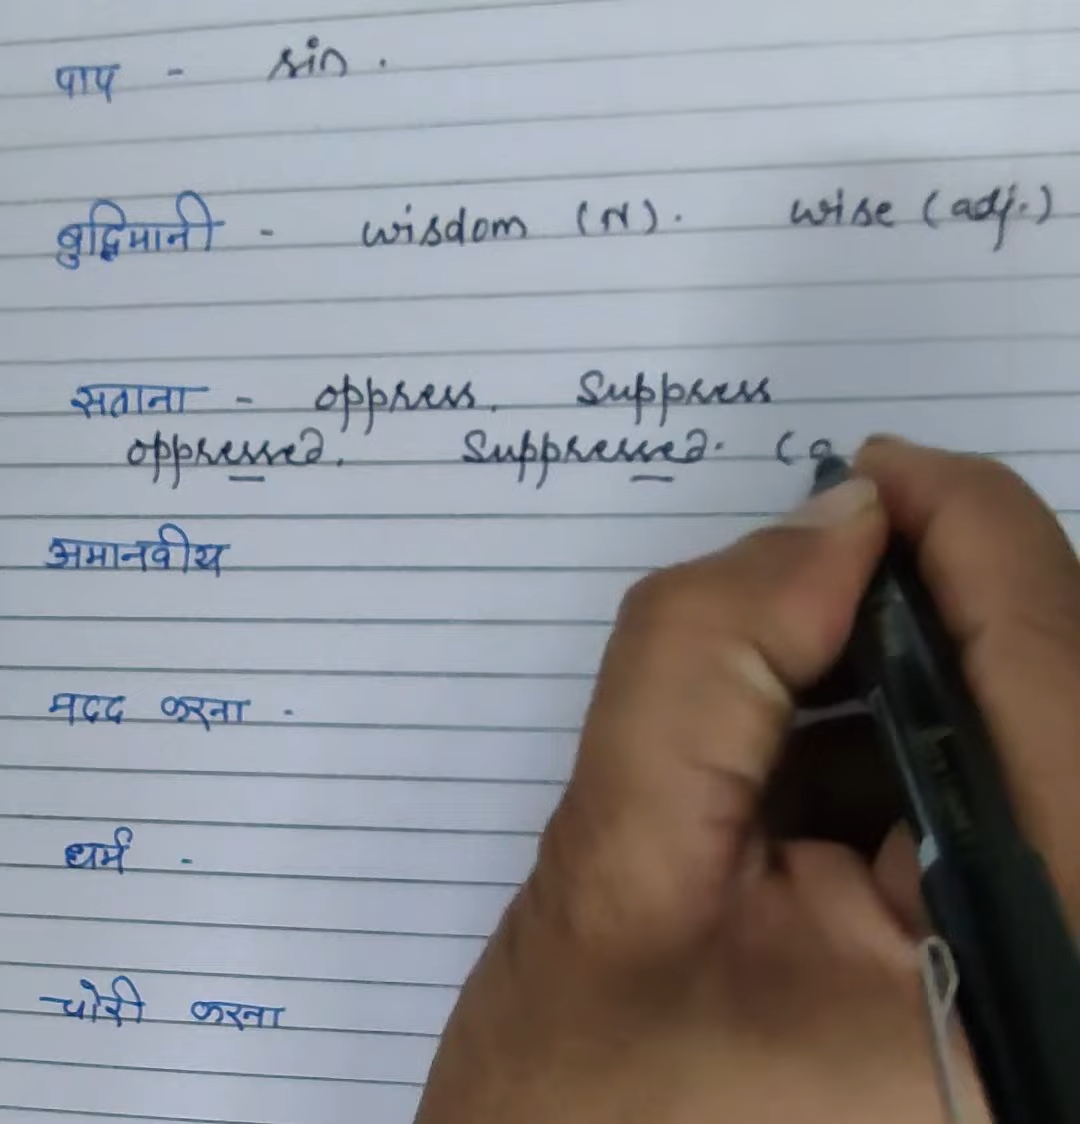 पाप - sin.
बुद्धिमानी - wisdom (N). wise (adj.)
सताना - oppress. Suppress
oppressed. Suppressed. (
अमानवीय
मदद करना -
धर्म -
चोरी करना